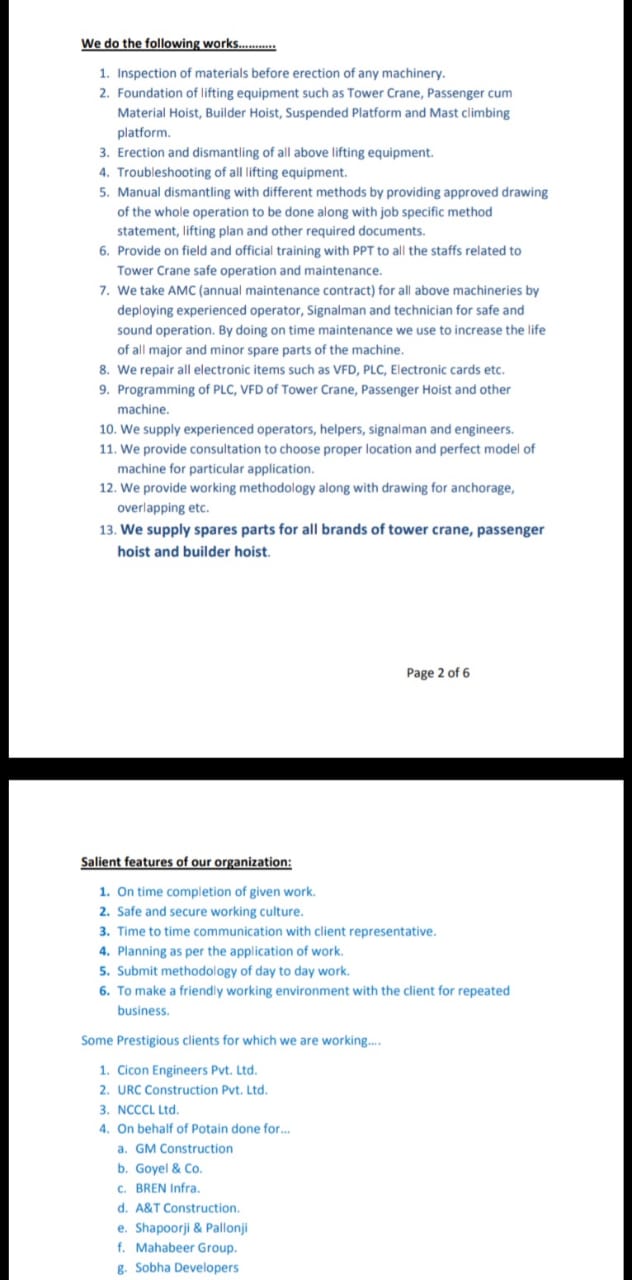 We do the following works...........
1. Inspection of materials before erection of any machinery.
2. Foundation of lifting equipment such as Tower Crane, Passenger cum
Material Hoist, Builder Hoist, Suspended Platform and Mast climbing
platform.
3. Erection and dismantling of all above lifting equipment.
4. Troubleshooting of all lifting equipment.
5. Manual dismantling with different methods by providing approved drawing
of the whole operation to be done along with job specific method
statement, lifting plan and other required documents.
6. Provide on field and official training with PPT to all the staffs related to
Tower Crane safe operation and maintenance.
7. We take AMC (annual maintenance contract) for all above machineries by
deploying experienced operator, Signalman and technician for safe and
sound operation. By doing on time maintenance we use to increase the life
of all major and minor spare parts of the machine.
8. We repair all electronic items such as VFD, PLC, Electronic cards etc.
9. Programming of PLC, VFD of Tower Crane, Passenger Hoist and other
machine.
10. We supply experienced operators, helpers, signalman and engineers.
11. We provide consultation to choose proper location and perfect model of
machine for particular application.
12. We provide working methodology along with drawing for anchorage,
overlapping etc.
13. We supply spares parts for all brands of tower crane, passenger
hoist and builder hoist.
Page 2 of 6
Salient features of our organization:
1. On time completion of given work.
2. Safe and secure working culture.
3. Time to time communication with client representative.
4. Planning as per the application of work.
5. Submit methodology of day to day work.
6. To make a friendly working environment with the client for repeated
business.
Some Prestigious clients for which we are working....
1. Cicon Engineers Pvt. Ltd.
2. URC Construction Pvt. Ltd.
3. NCCCL Ltd.
4. On behalf of Potain done for...
a. GM Construction
b. Goyel & Co.
c. BREN Infra.
d. A&T Construction.
e. Shapoorji & Pallonji
f. Mahabeer Group.
g. Sobha Developers